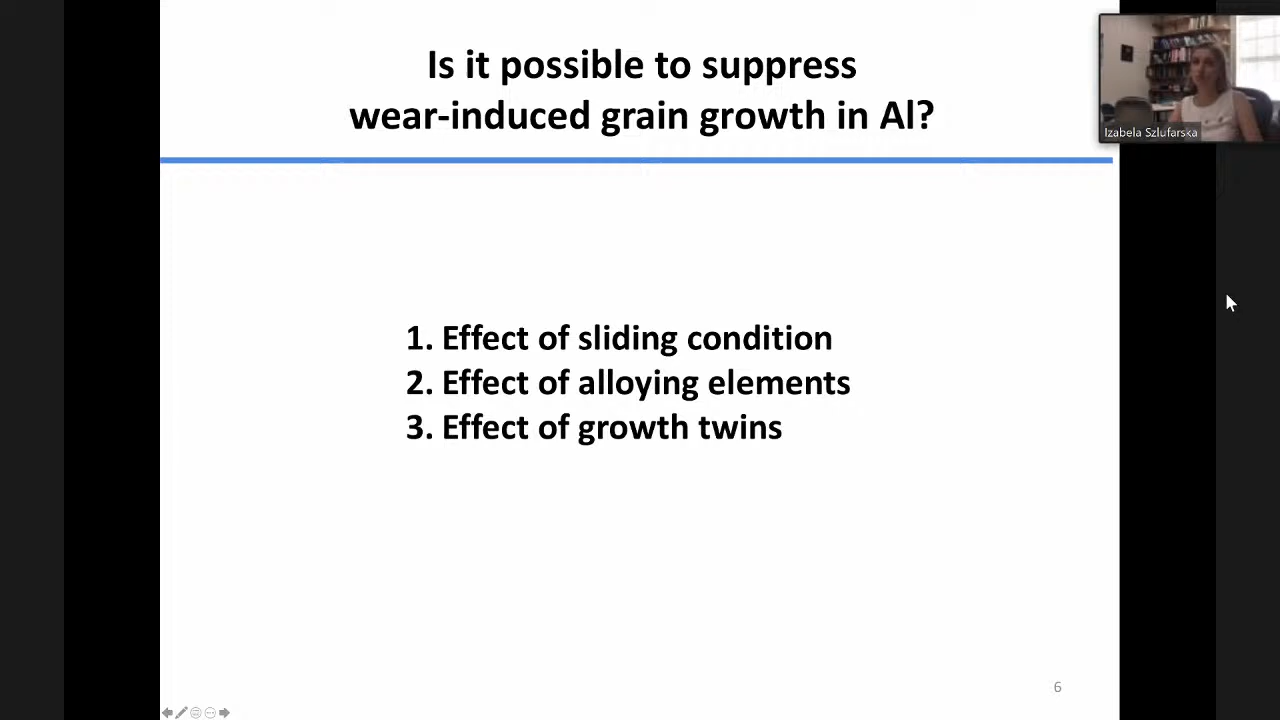 Is it possible to suppress
wear-induced grain growth in Al?
Izabela Szlufarska
1. Effect of sliding condition
2. Effect of alloying elements
3. Effect of growth twins
6